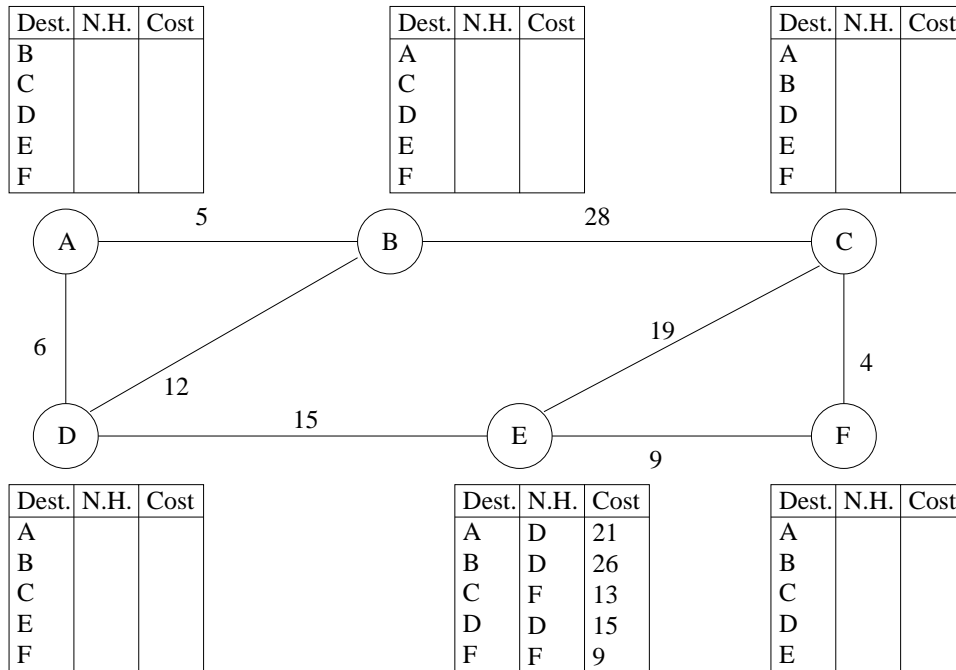 Dest. N.H. Cost Dest. N.H. Cost Dest. N.H. Cost
B A A
C C B
D D D
E E E
F F F
5 28
A B C
19
6 4
12
15
D E F
9
Dest. N.H. Cost Dest. N.H. Cost Dest. N.H. Cost
A A D 21 A
B B D 26 B
C C F 13 C
E D D 15 D
F F F 9 E